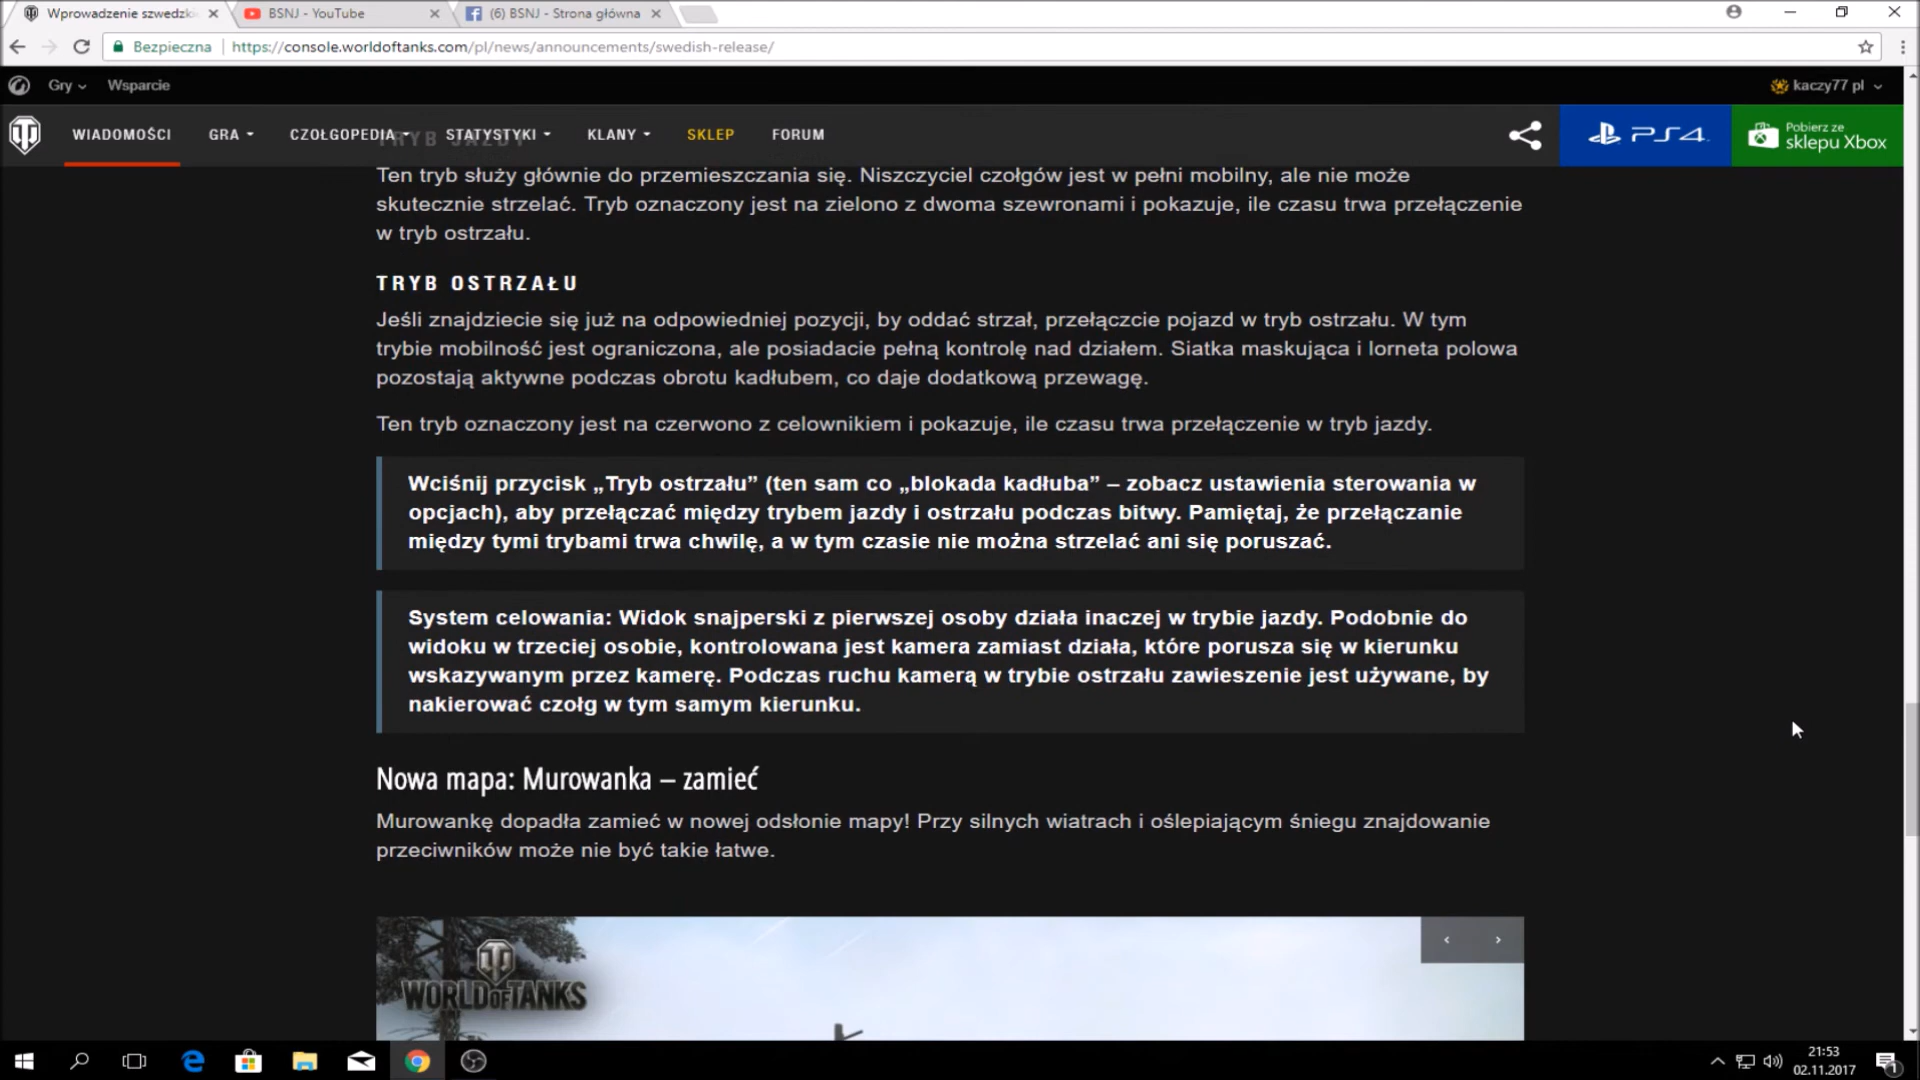 Wprowadzenie szwedzki
BSNJ - YouTube
(6) BSNJ - Strona główna
Bezpieczna
https://console.worldoftanks.com/pl/news/announcements/swedish-release/
Gry
Wsparcie
kaczy77 pl
WIADOMOŚCI
GRA
CZOŁGOPEDIA
STATYSTYKI
KLANY
SKLEP
FORUM
PS4
Pobierz ze
sklepu Xbox
TRYB JAZDY
Ten tryb służy głównie do przemieszczania się. Niszczyciel czołgów jest w pełni mobilny, ale nie może
skutecznie strzelać. Tryb oznaczony jest na zielono z dwoma szewronami i pokazuje, ile czasu trwa przełączenie
w tryb ostrzału.
TRYB OSTRZAŁU
Jeśli znajdziecie się już na odpowiedniej pozycji, by oddać strzał, przełączcie pojazd w tryb ostrzału. W tym
trybie mobilność jest ograniczona, ale posiadacie pełną kontrolę nad działem. Siatka maskująca i lorneta polowa
pozostają aktywne podczas obrotu kadłubem, co daje dodatkową przewagę.
Ten tryb oznaczony jest na czerwono z celownikiem i pokazuje, ile czasu trwa przełączenie w tryb jazdy.
Wciśnij przycisk „Tryb ostrzału” (ten sam co „blokada kadłuba” – zobacz ustawienia sterowania w
opcjach), aby przełączać między trybem jazdy i ostrzału podczas bitwy. Pamiętaj, że przełączanie
między tymi trybami trwa chwilę, a w tym czasie nie można strzelać ani się poruszać.
System celowania: Widok snajperski z pierwszej osoby działa inaczej w trybie jazdy. Podobnie do
widoku w trzeciej osobie, kontrolowana jest kamera zamiast działa, które porusza się w kierunku
wskazywanym przez kamerę. Podczas ruchu kamerą w trybie ostrzału zawieszenie jest używane, by
nakierować czołg w tym samym kierunku.
Nowa mapa: Murowanka – zamieć
Murowankę dopadła zamieć w nowej odsłonie mapy! Przy silnych wiatrach i oślepiającym śniegu znajdowanie
przeciwników może nie być takie łatwe.
WORLD OF TANKS
21:53
02.11.2017
1